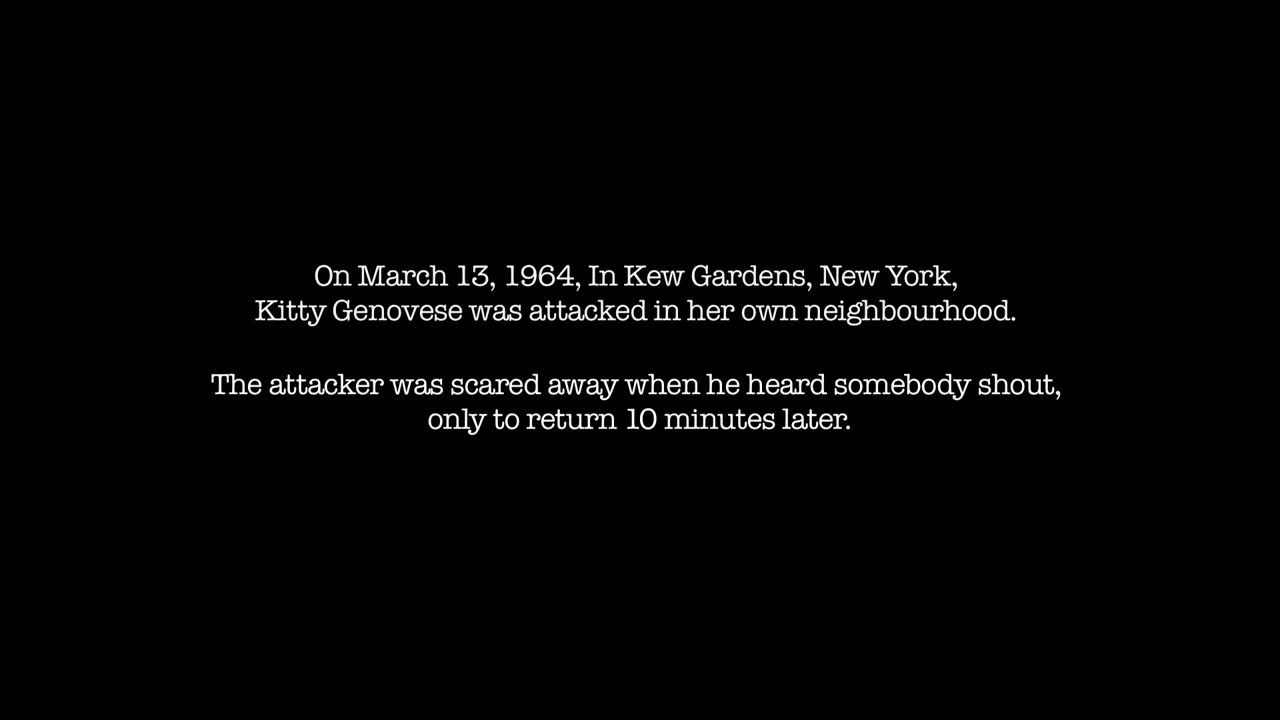 On March 13, 1964, In Kew Gardens, New York,
Kitty Genovese was attacked in her own neighbourhood.
The attacker was scared away when he heard somebody shout,
only to return 10 minutes later.